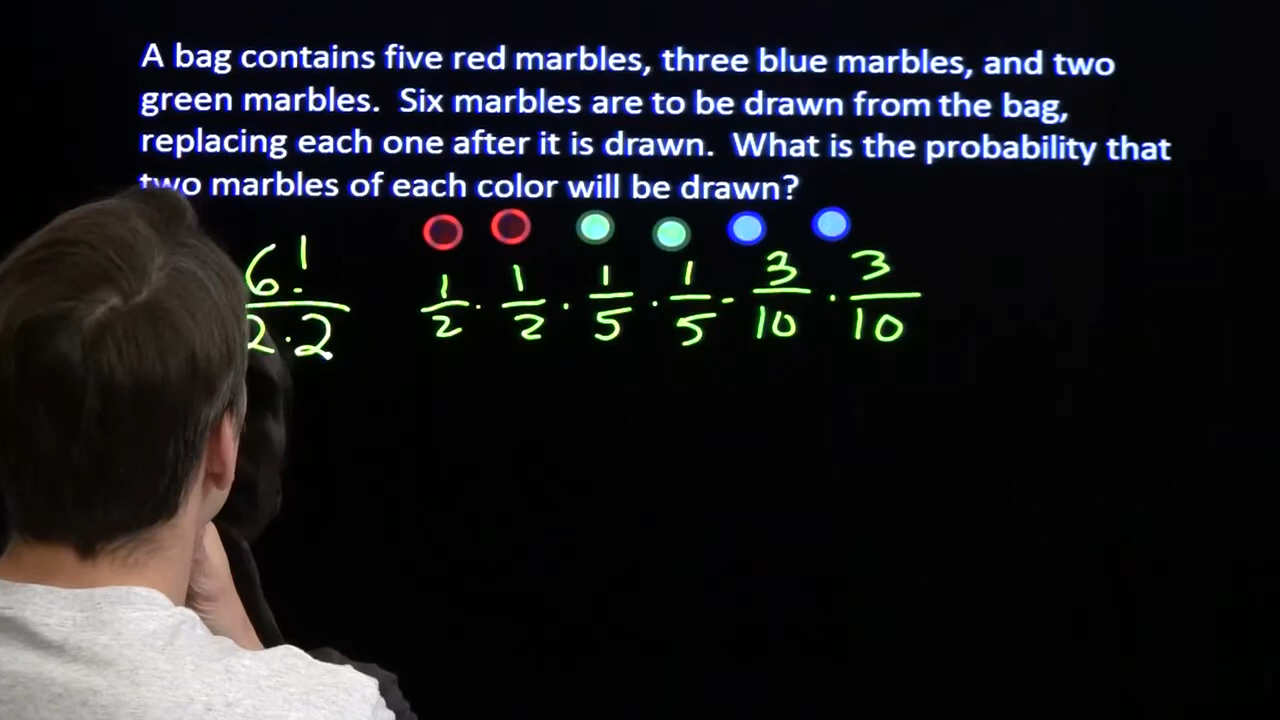 A bag contains five red marbles, three blue marbles, and two
green marbles. Six marbles are to be drawn from the bag,
replacing each one after it is drawn. What is the probability that
two marbles of each color will be drawn?
6! / 2·2 1/2 · 1/2 · 1/5 · 1/5 · 3/10 · 3/10